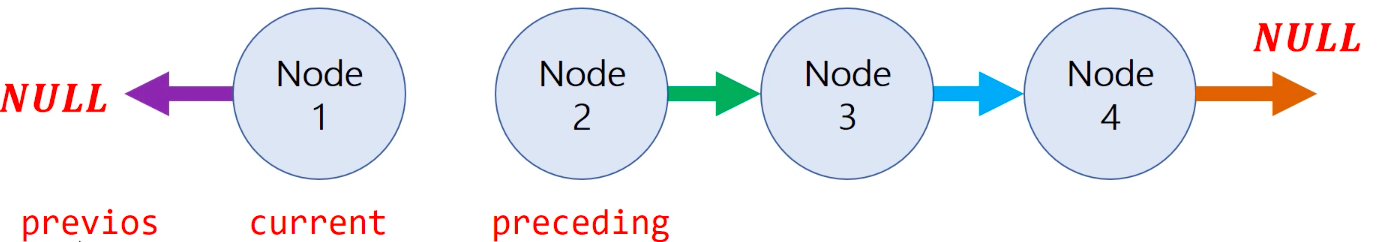 NULL
Node
1
Node
2
Node
3
Node
4
NULL
previos
current
preceding